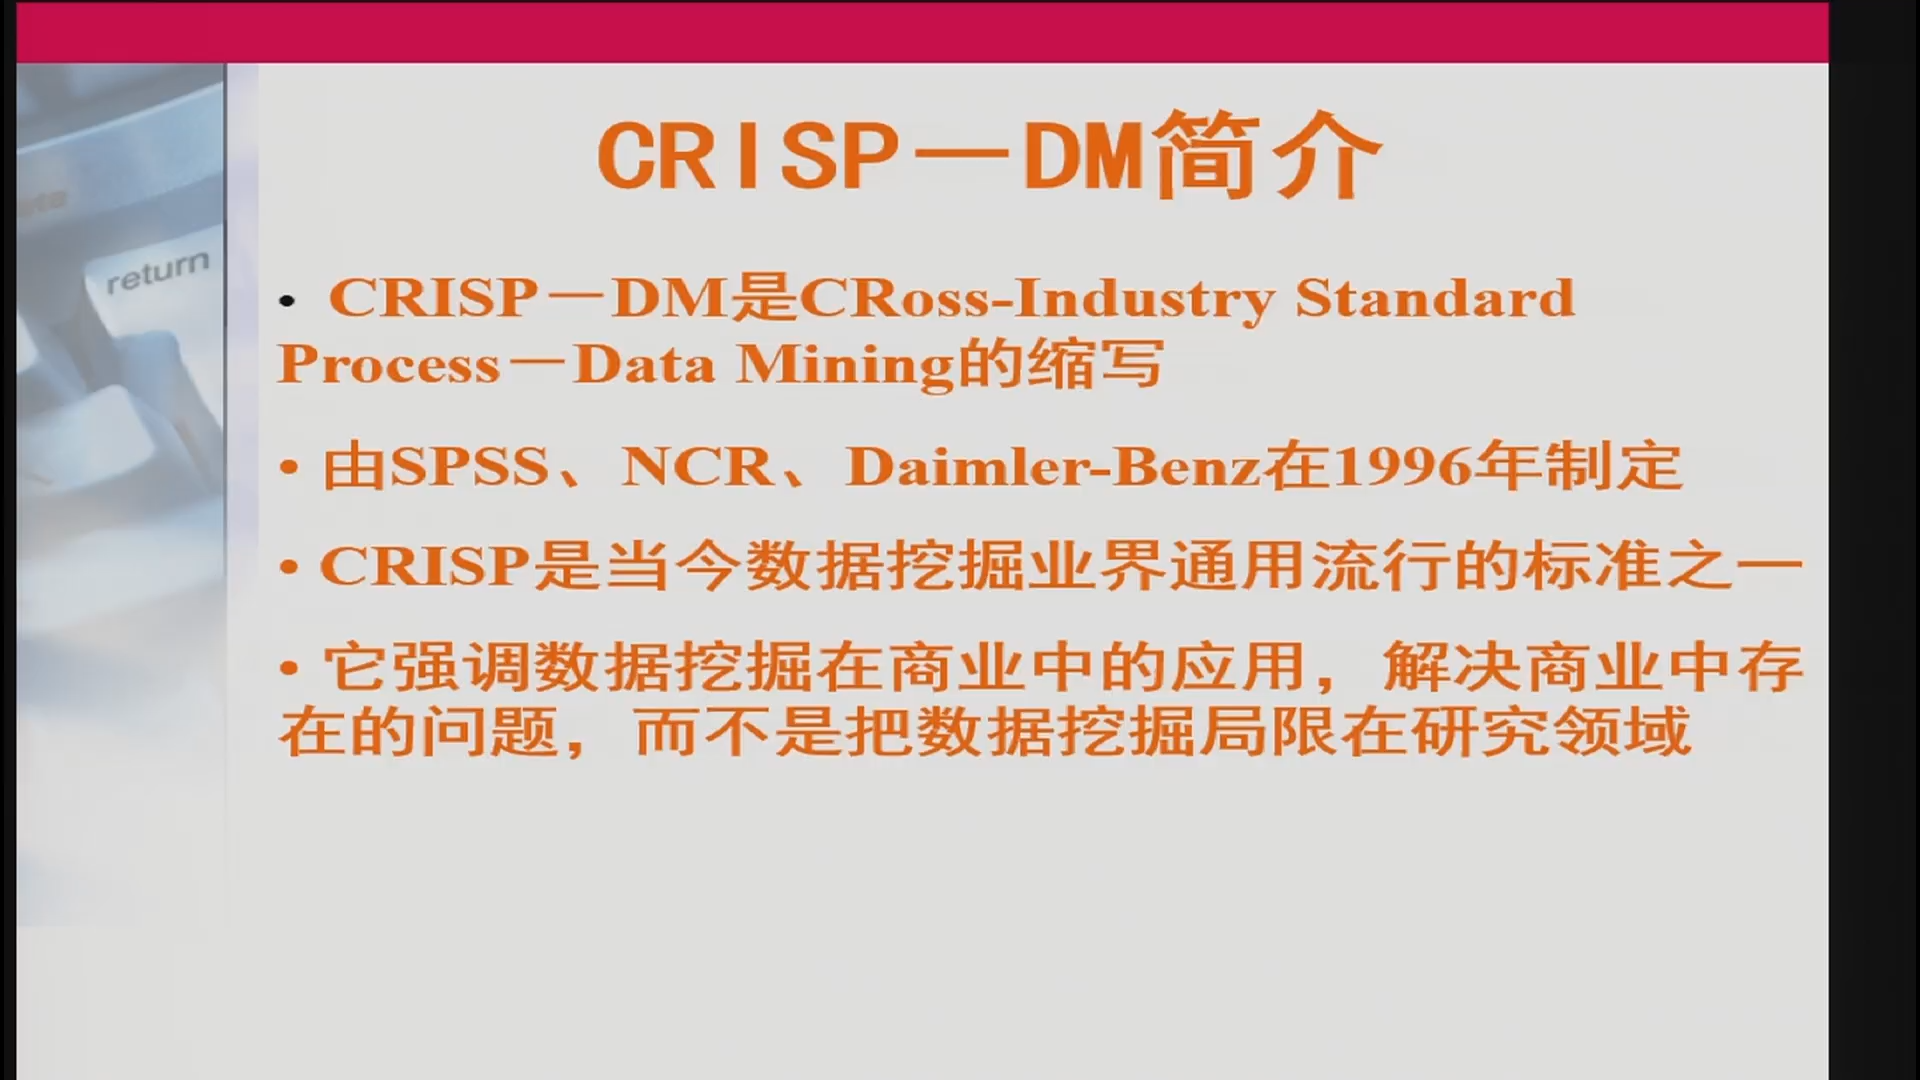 CRISP—DM简介
return
• CRISP－DM是CRoss-Industry Standard
Process－Data Mining的缩写
• 由SPSS、NCR、Daimler-Benz在1996年制定
• CRISP是当今数据挖掘业界通用流行的标准之一
• 它强调数据挖掘在商业中的应用，解决商业中存
在的问题，而不是把数据挖掘局限在研究领域